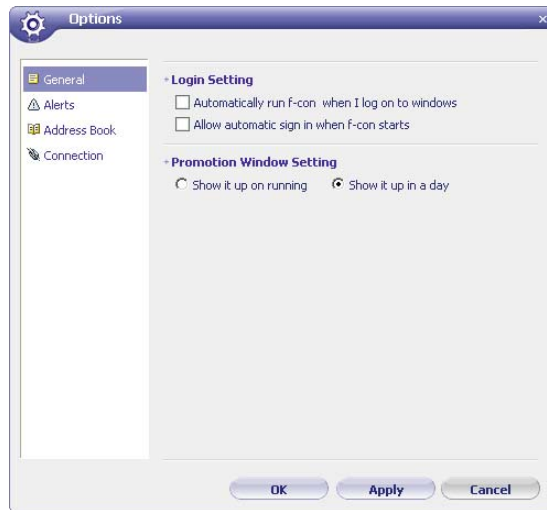 Options
General
Alerts
Address Book
Connection
Login Setting
Automatically run f-con when I log on to windows
Allow automatic sign in when f-con starts
Promotion Window Setting
Show it up on running
Show it up in a day
OK
Apply
Cancel